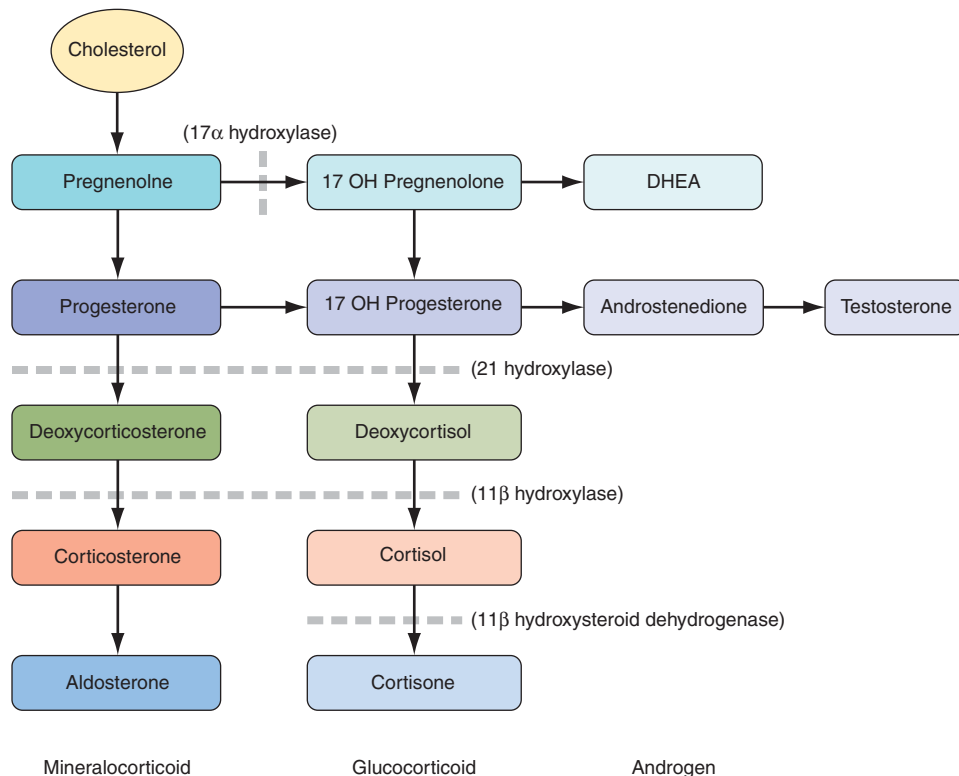 Cholesterol
(17α hydroxylase)
Pregnenolne
17 OH Pregnenolone
DHEA
Progesterone
17 OH Progesterone
Androstenedione
Testosterone
(21 hydroxylase)
Deoxycorticosterone
Deoxycortisol
(11β hydroxylase)
Corticosterone
Cortisol
(11β hydroxysteroid dehydrogenase)
Aldosterone
Cortisone
Mineralocorticoid
Glucocorticoid
Androgen